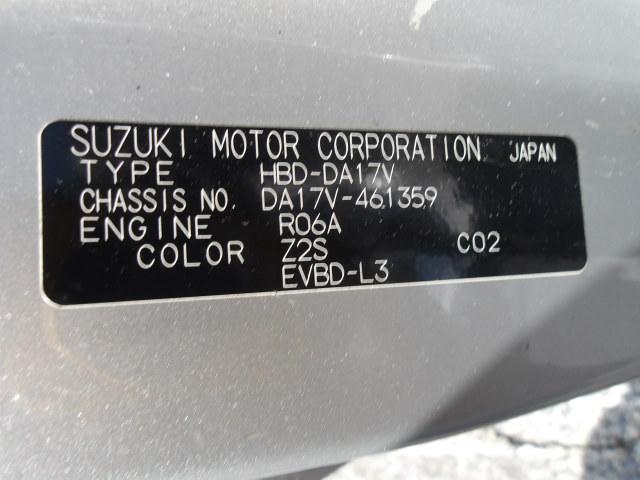 SUZUKI MOTOR CORPORATION JAPAN
TYPE HBD-DA17V
CHASSIS NO. DA17V-461359
ENGINE R06A
COLOR Z2S C02
EVBD-L3